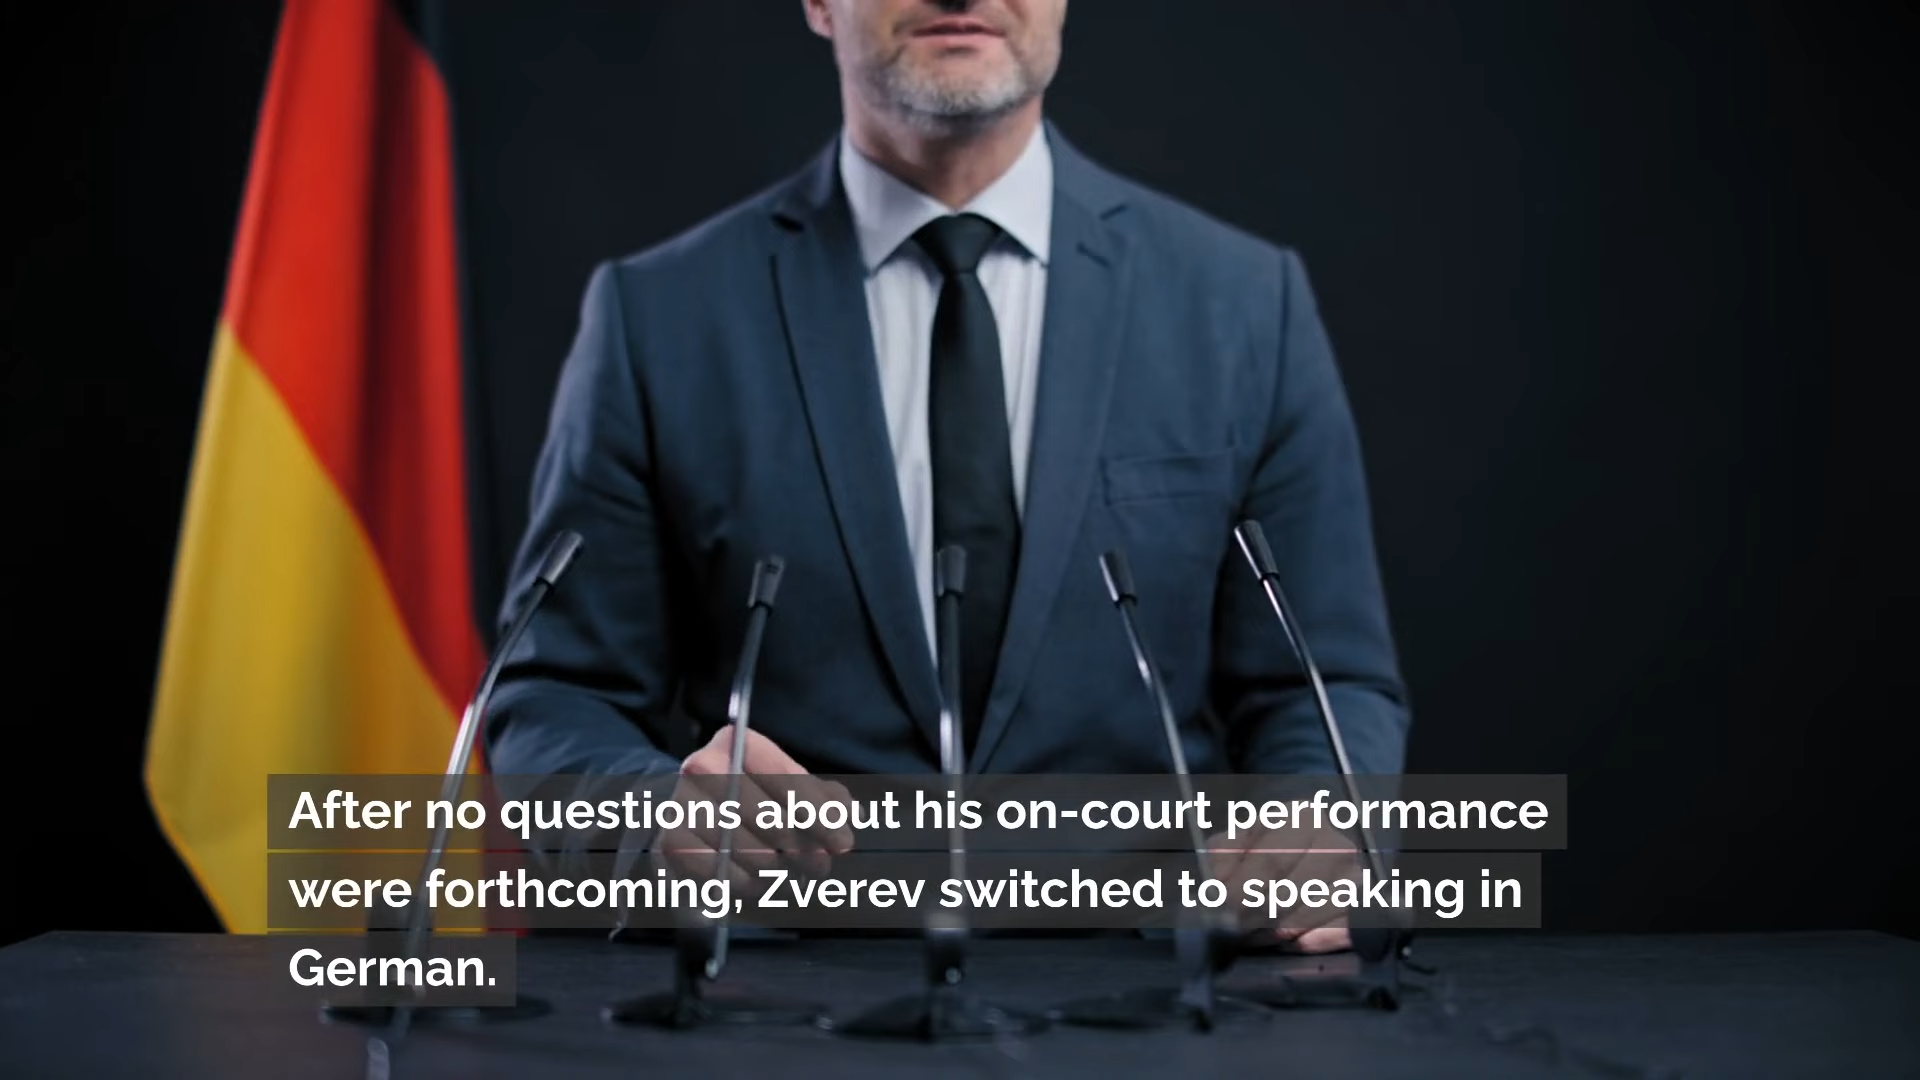 After no questions about his on-court performance
were forthcoming, Zverev switched to speaking in
German.